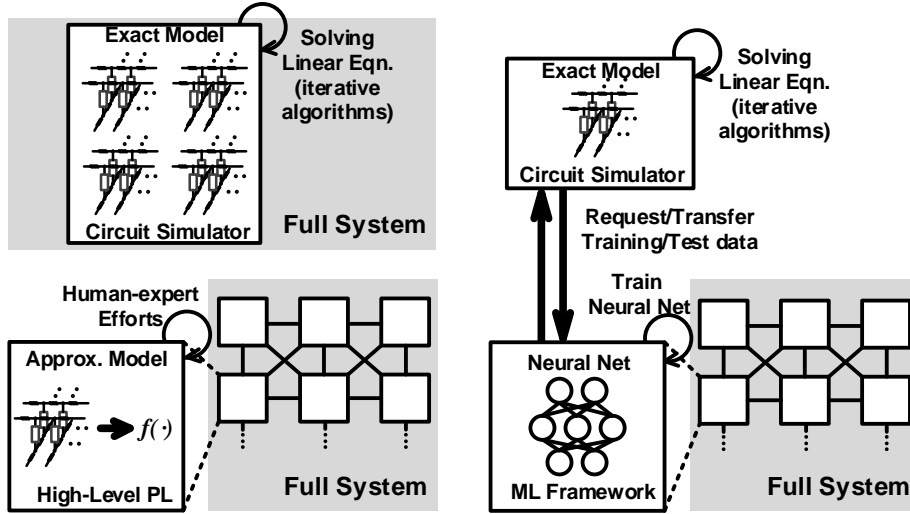 Exact Model
Solving
Linear Eqn.
(iterative
algorithms)
Circuit Simulator
Full System
Human-expert
Efforts
Approx. Model
f(·)
High-Level PL
Full System
Exact Model
Solving
Linear Eqn.
(iterative
algorithms)
Circuit Simulator
Request/Transfer
Training/Test data
Train
Neural Net
Neural Net
ML Framework
Full System